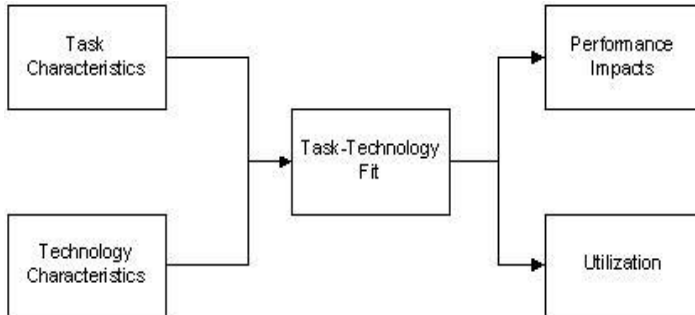 Task
Characteristics
Performance
Impacts
Task-Technology
Fit
Technology
Characteristics
Utilization